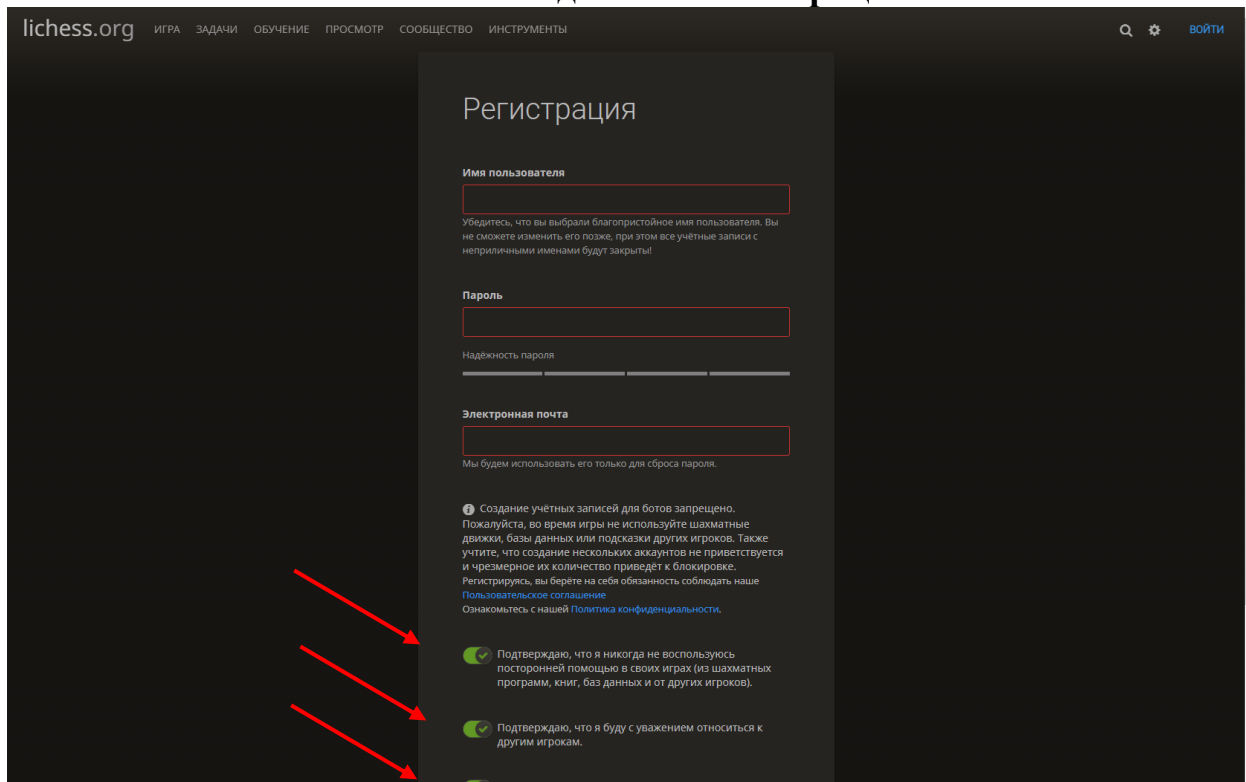 lichess.org ИГРА ЗАДАЧИ ОБУЧЕНИЕ ПРОСМОТР СООБЩЕСТВО ИНСТРУМЕНТЫ ВОЙТИ
Регистрация
Имя пользователя
Убедитесь, что вы выбрали благопристойное имя пользователя. Вы
не сможете изменить его позже, при этом все учётные записи с
неприличными именами будут закрыты!
Пароль
Надёжность пароля
Электронная почта
Мы будем использовать его только для сброса пароля.
Создание учётных записей для ботов запрещено.
Пожалуйста, во время игры не используйте шахматные
движки, базы данных или подсказки других игроков. Также
учтите, что создание нескольких аккаунтов не приветствуется
и чрезмерное их количество приведёт к блокировке.
Регистрируясь, вы берёте на себя обязанность соблюдать наше
Пользовательское соглашение
Ознакомьтесь с нашей Политика конфиденциальности.
Подтверждаю, что я никогда не воспользуюсь
посторонней помощью в своих играх (из шахматных
программ, книг, баз данных и от других игроков).
Подтверждаю, что я буду с уважением относиться к
другим игрокам.